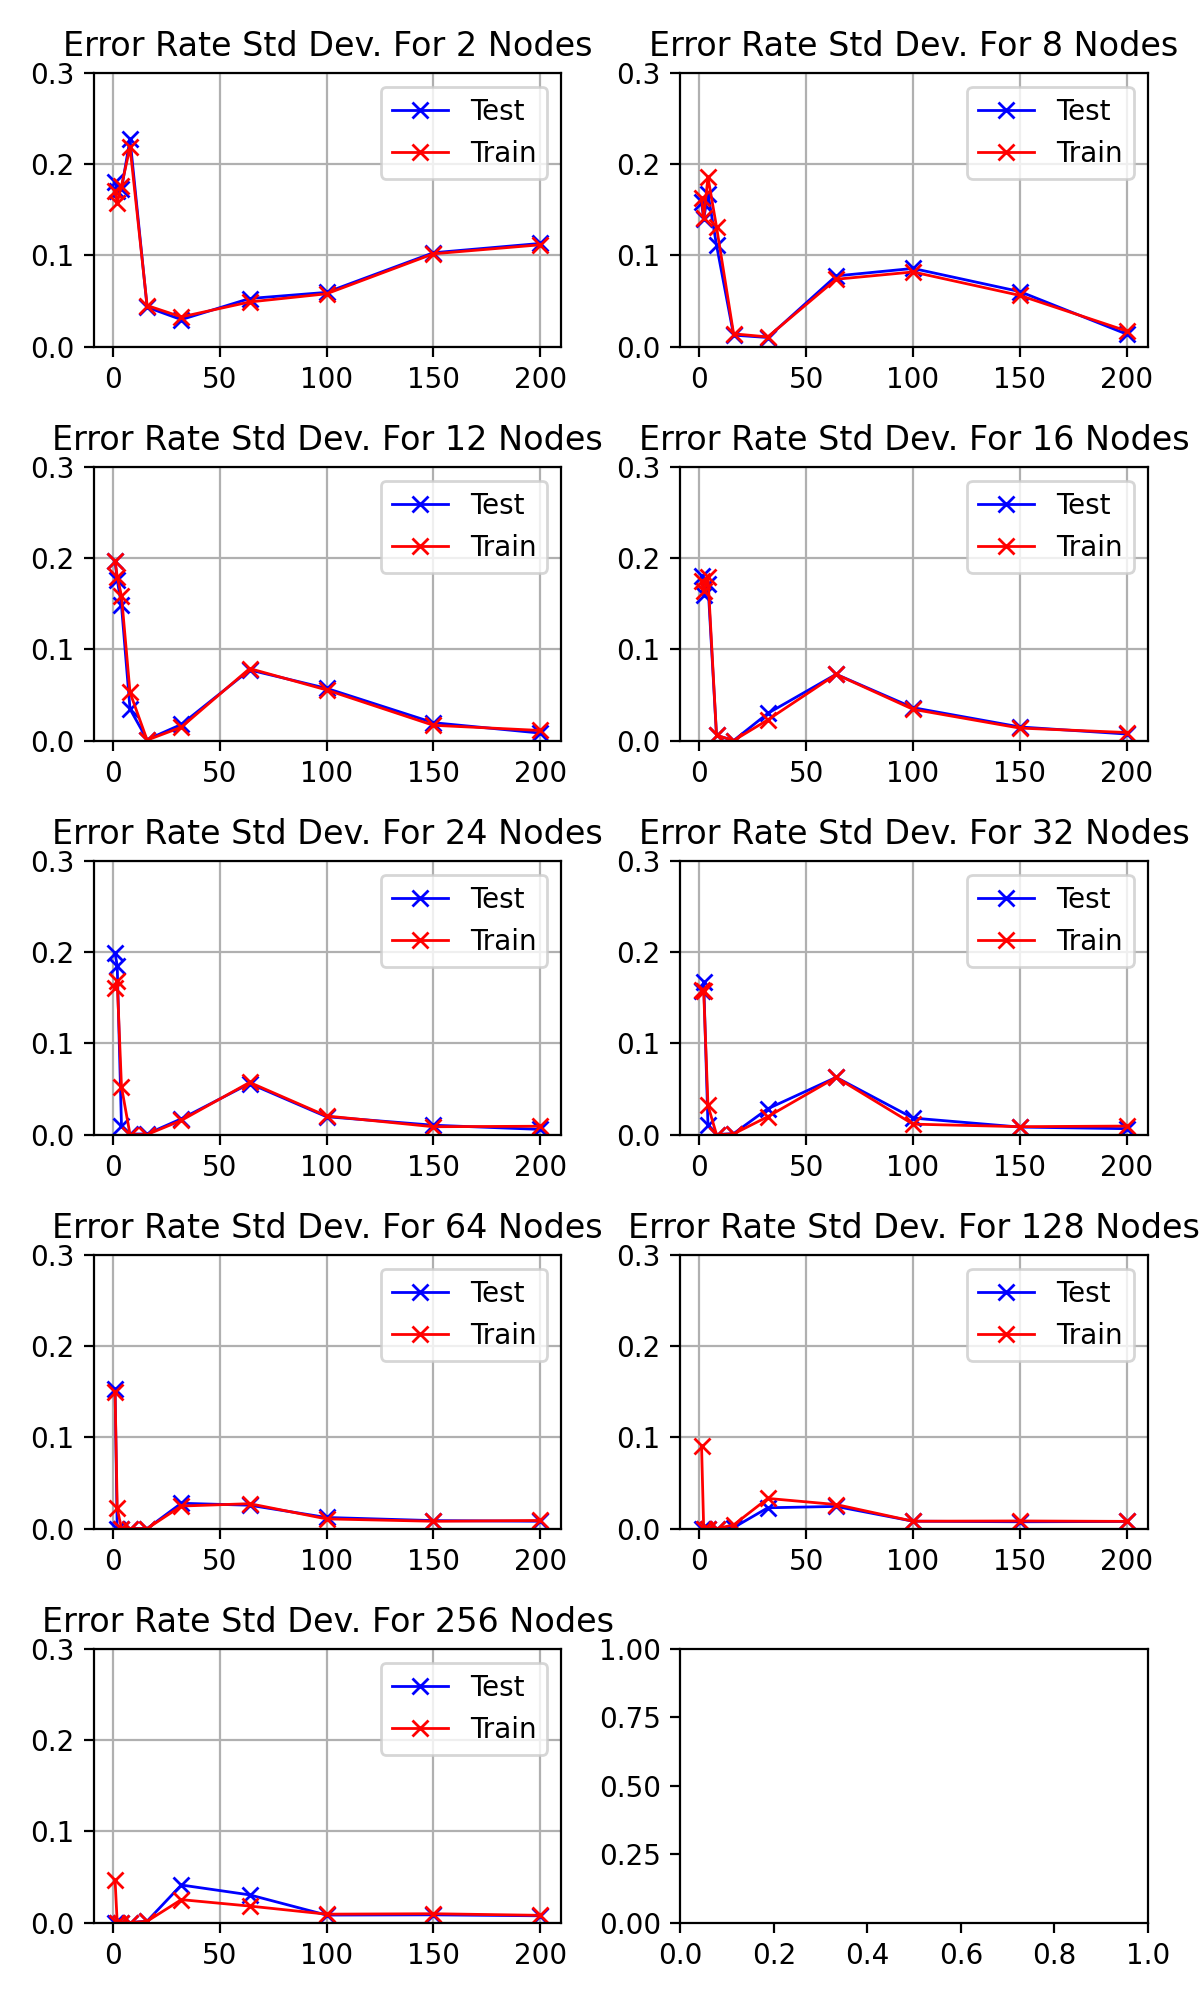 Error Rate Std Dev. For 2 Nodes
0.3
0.2
0.1
0.0
0 50 100 150 200
Test
Train
Error Rate Std Dev. For 8 Nodes
0.3
0.2
0.1
0.0
0 50 100 150 200
Test
Train
Error Rate Std Dev. For 12 Nodes
0.3
0.2
0.1
0.0
0 50 100 150 200
Test
Train
Error Rate Std Dev. For 16 Nodes
0.3
0.2
0.1
0.0
0 50 100 150 200
Test
Train
Error Rate Std Dev. For 24 Nodes
0.3
0.2
0.1
0.0
0 50 100 150 200
Test
Train
Error Rate Std Dev. For 32 Nodes
0.3
0.2
0.1
0.0
0 50 100 150 200
Test
Train
Error Rate Std Dev. For 64 Nodes
0.3
0.2
0.1
0.0
0 50 100 150 200
Test
Train
Error Rate Std Dev. For 128 Nodes
0.3
0.2
0.1
0.0
0 50 100 150 200
Test
Train
Error Rate Std Dev. For 256 Nodes
0.3
0.2
0.1
0.0
0 50 100 150 200
Test
Train
1.00
0.75
0.50
0.25
0.00
0.0 0.2 0.4 0.6 0.8 1.0